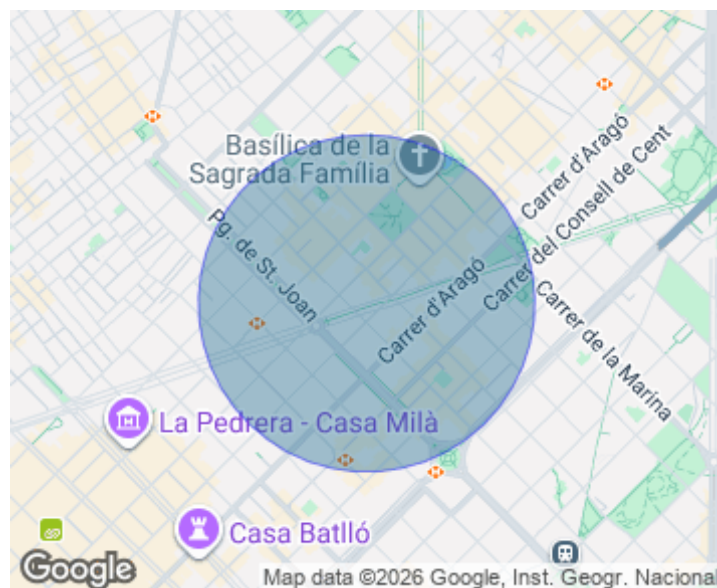 Basílica de la
Sagrada Família
Carrer d'Aragó
Carrer del Consell de Cent
Pg. de St. Joan
Carrer d'Aragó
Carrer de la Marina
La Pedrera - Casa Milà
Casa Batlló
Google
Map data ©2026 Google, Inst. Geogr. Nacional